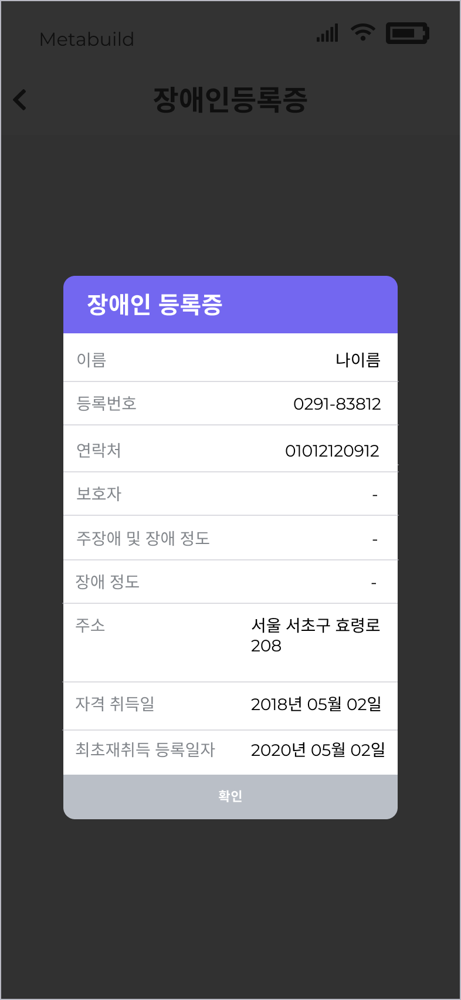 Metabuild
장애인등록증
장애인 등록증
이름 나이름
등록번호 0291-83812
연락처 01012120912
보호자 -
주장애 및 장애 정도 -
장애 정도 -
주소 서울 서초구 효령로
208
자격 취득일 2018년 05월 02일
최초재취득 등록일자 2020년 05월 02일
확인